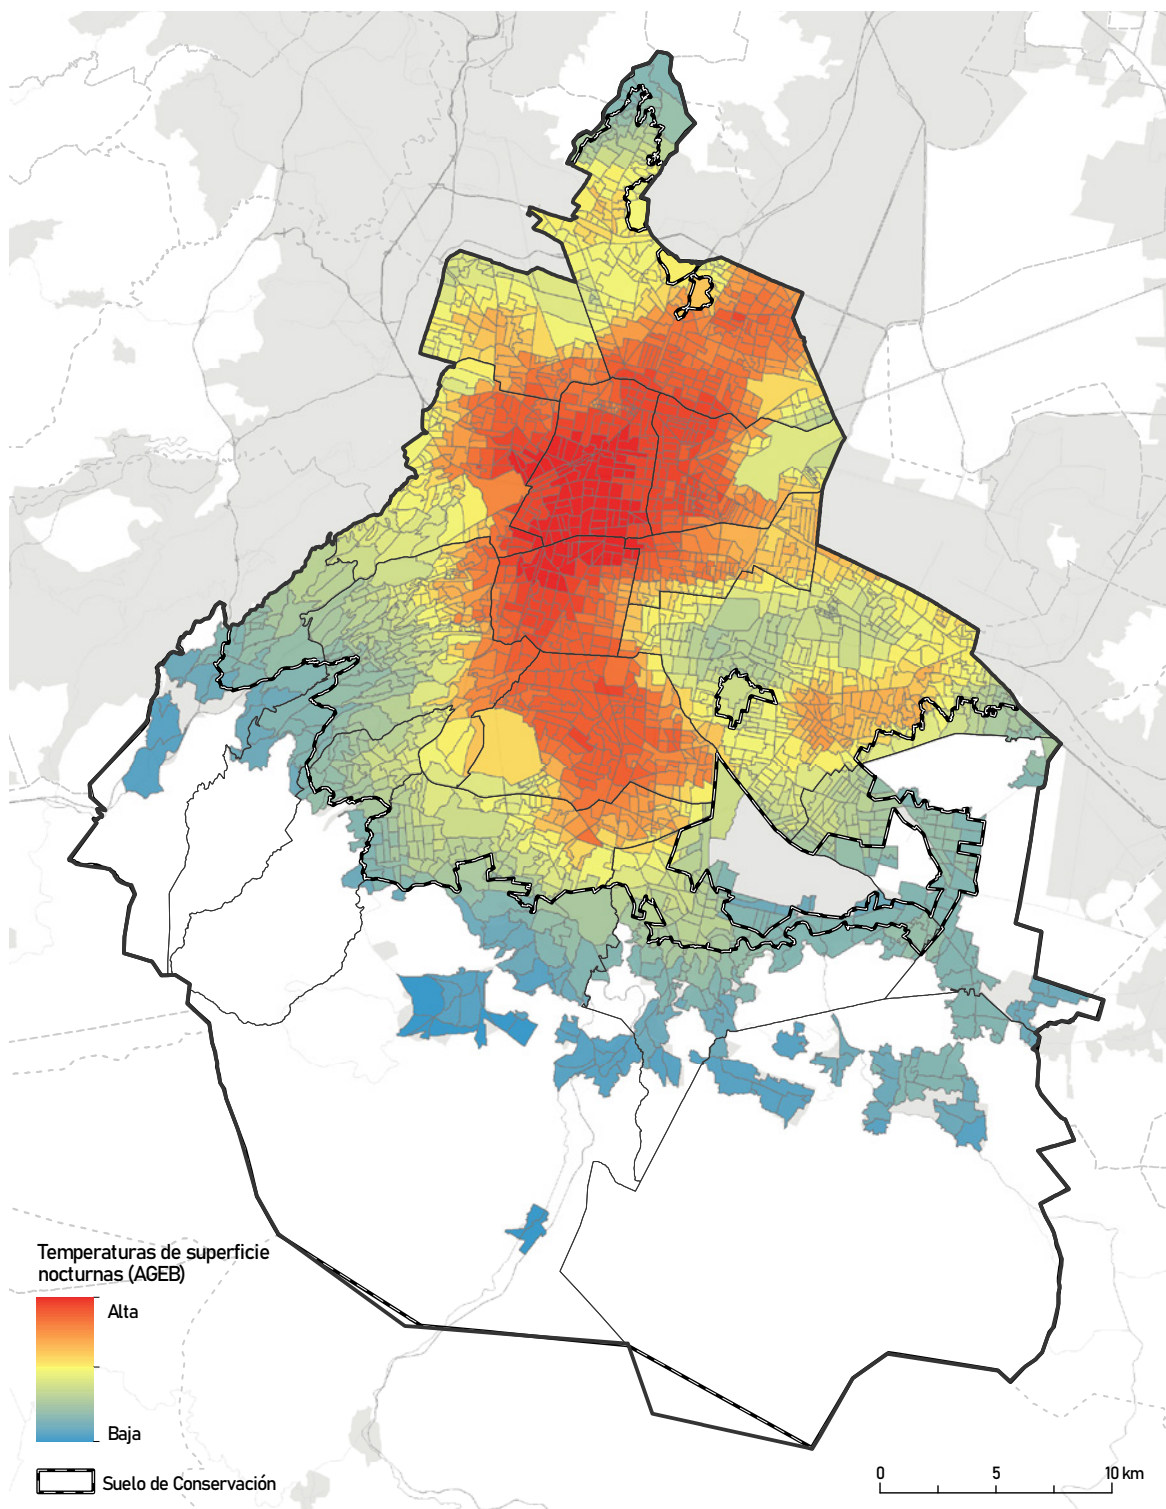 Temperaturas de superficie
nocturnas (AGEB)
Alta
Baja
Suelo de Conservación
0 5 10 km